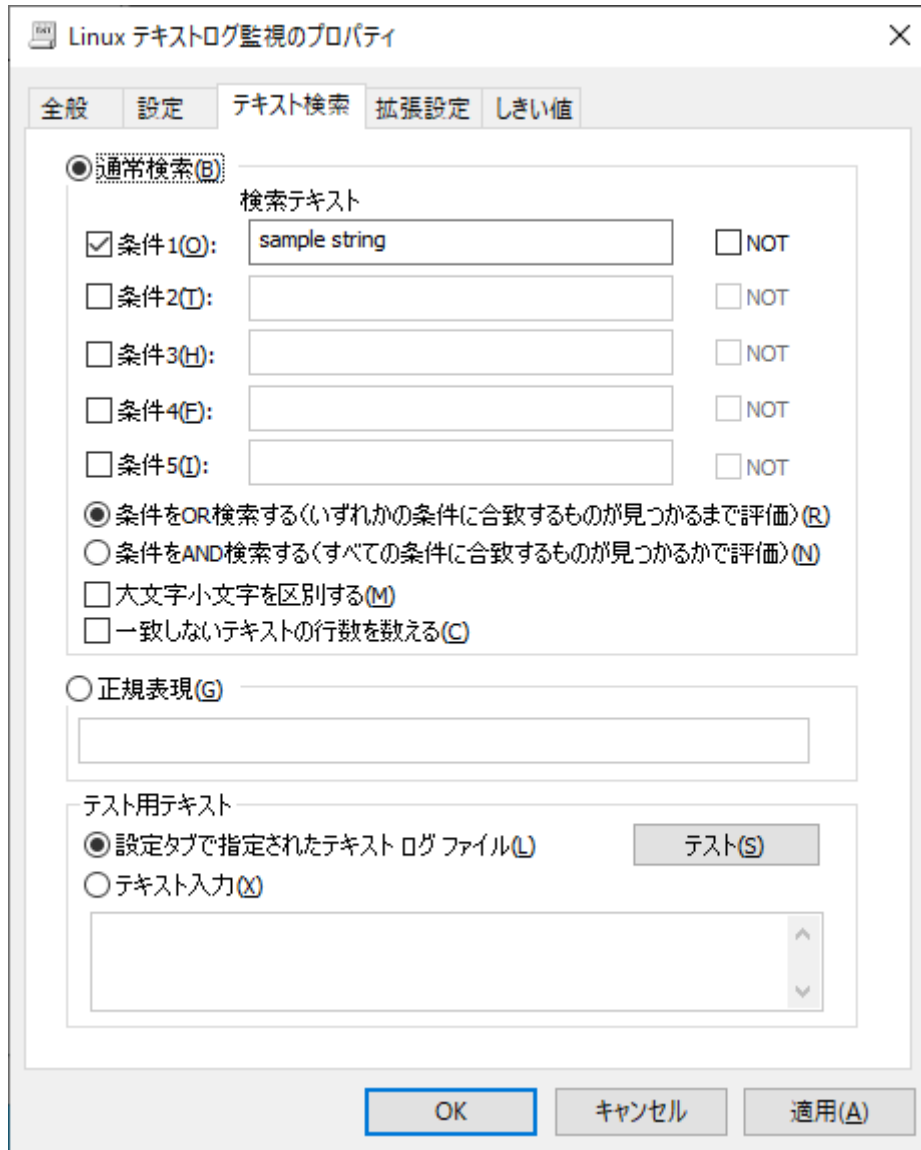 Linux テキストログ監視のプロパティ
全般 設定 テキスト検索 拡張設定 しきい値
通常検索(B)
検索テキスト
条件1(O): sample string NOT
条件2(T): NOT
条件3(H): NOT
条件4(F): NOT
条件5(I): NOT
条件をOR検索する(いずれかの条件に合致するものが見つかるまで評価)(R)
条件をAND検索する(すべての条件に合致するものが見つかるかで評価)(N)
大文字小文字を区別する(M)
一致しないテキストの行数を数える(C)
正規表現(G)
テスト用テキスト
設定タブで指定されたテキスト ログ ファイル(L) テスト(S)
テキスト入力(X)
OK キャンセル 適用(A)